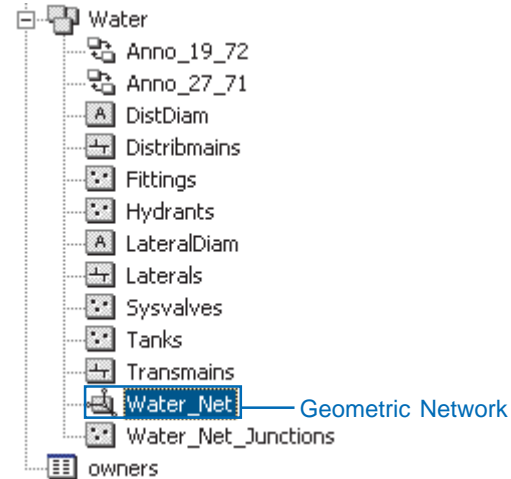 Water
Anno_19_72
Anno_27_71
A DistDiam
Distribmains
Fittings
Hydrants
A LateralDiam
Laterals
Sysvalves
Tanks
Transmains
Water_Net Geometric Network
Water_Net_Junctions
owners